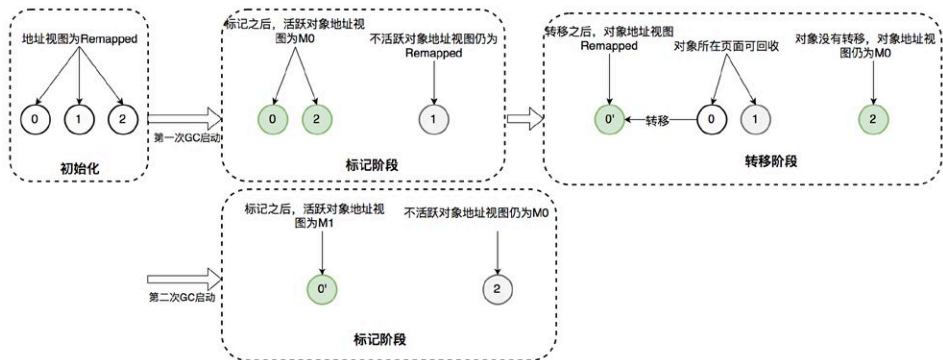 地址视图为Remapped
0
1
2
初始化
第一次GC启动
标记之后，活跃对象地址视
图为M0
不活跃对象地址视图仍为
Remapped
0
2
1
标记阶段
转移之后，对象地址视图
Remapped
对象所在页面可回收
对象没有转移，对象地址
视图仍为M0
0'
转移
0
1
2
转移阶段
第二次GC启动
标记之后，活跃对象地址视
图为M1
不活跃对象地址视图仍为M0
0'
2
标记阶段